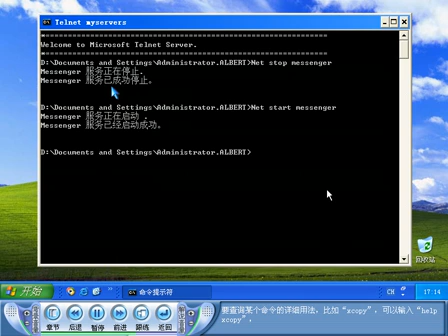 Telnet myservers
Welcome to Microsoft Telnet Server.
D:\Documents and Settings\Administrator.ALBERT>Net stop messenger
Messenger 服务正在停止.
Messenger 服务已成功停止。
D:\Documents and Settings\Administrator.ALBERT>Net start messenger
Messenger 服务正在启动 .
Messenger 服务已经启动成功。
D:\Documents and Settings\Administrator.ALBERT>
回收站
开始
命令提示符
CH
17:14
章节
后退
暂停
前进
跟练
返回
要查询某个命令的详细用法，比如“xcopy”，可以输入“help
xcopy”，